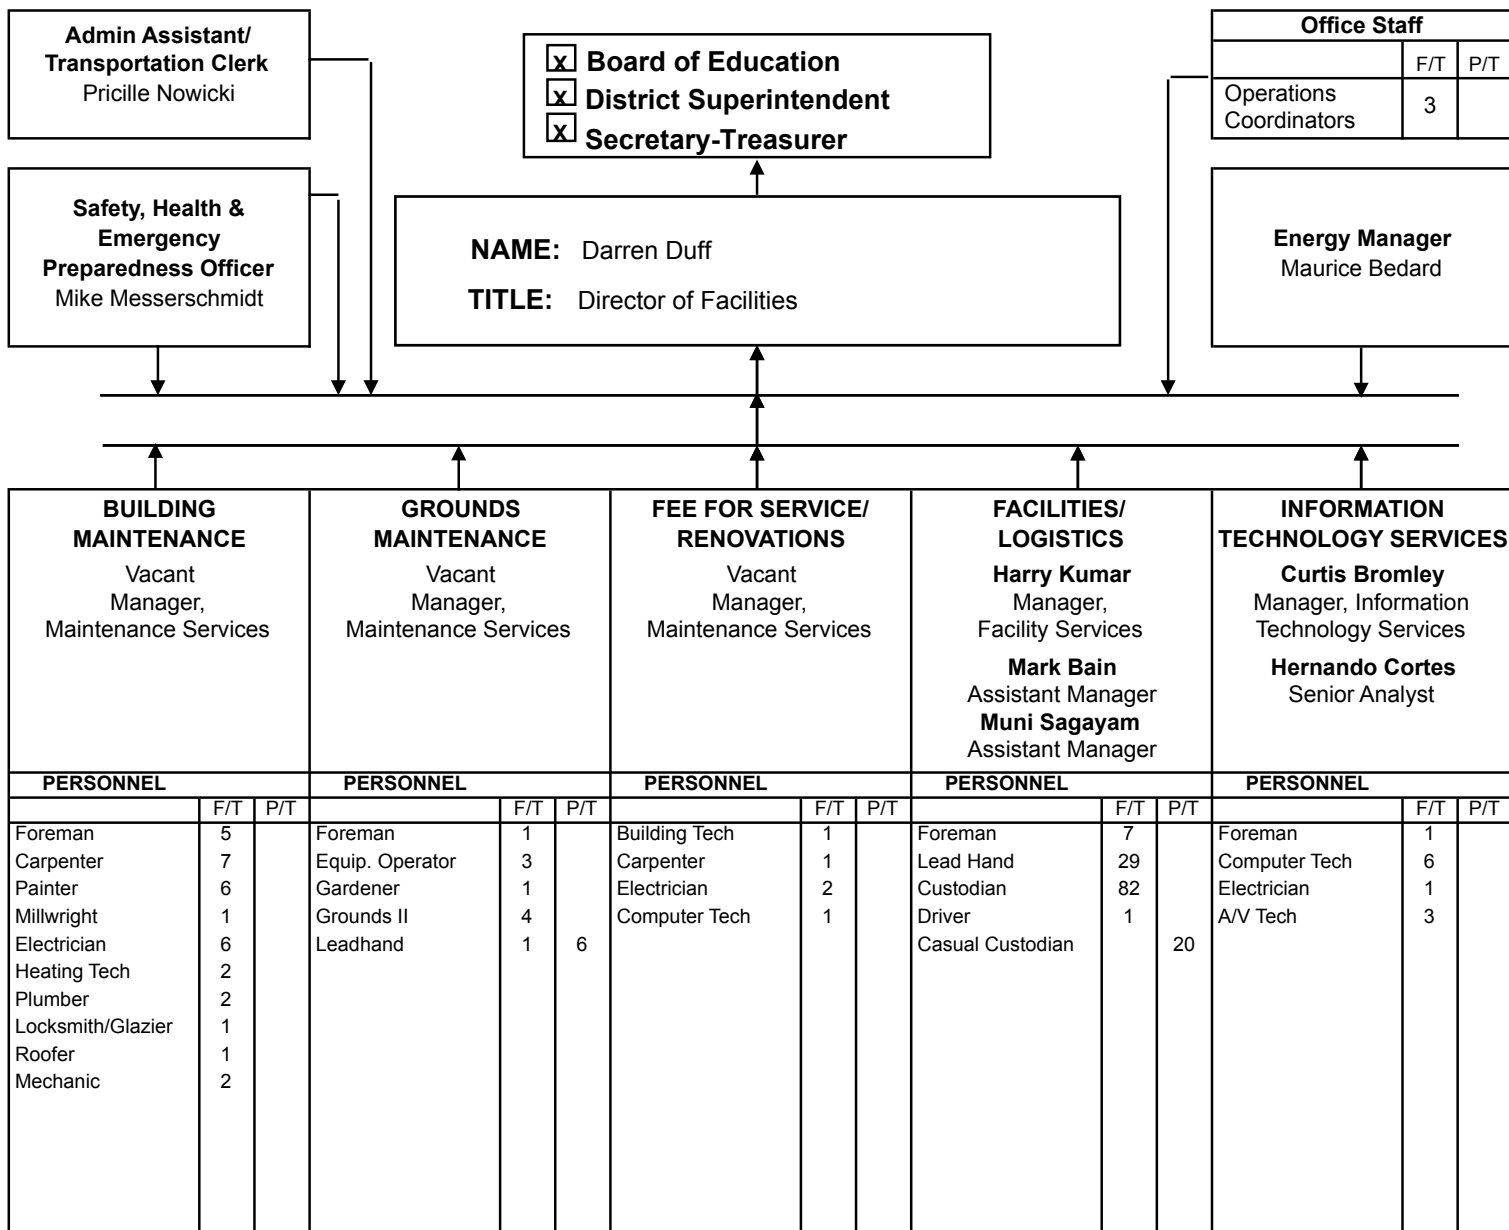 Admin Assistant/
Transportation Clerk
Pricille Nowicki
x Board of Education
x District Superintendent
x Secretary-Treasurer
Office Staff
F/T P/T
Operations
Coordinators 3
Safety, Health &
Emergency
Preparedness Officer
Mike Messerschmidt
NAME: Darren Duff
TITLE: Director of Facilities
Energy Manager
Maurice Bedard
BUILDING
MAINTENANCE
Vacant
Manager,
Maintenance Services
PERSONNEL
F/T P/T
Foreman 5
Carpenter 7
Painter 6
Millwright 1
Electrician 6
Heating Tech 2
Plumber 2
Locksmith/Glazier 1
Roofer 1
Mechanic 2
GROUNDS
MAINTENANCE
Vacant
Manager,
Maintenance Services
PERSONNEL
F/T P/T
Foreman 1
Equip. Operator 3
Gardener 1
Grounds II 4
Leadhand 1 6
FEE FOR SERVICE/
RENOVATIONS
Vacant
Manager,
Maintenance Services
PERSONNEL
F/T P/T
Building Tech 1
Carpenter 1
Electrician 2
Computer Tech 1
FACILITIES/
LOGISTICS
Harry Kumar
Manager,
Facility Services
Mark Bain
Assistant Manager
Muni Sagayam
Assistant Manager
PERSONNEL
F/T P/T
Foreman 7
Lead Hand 29
Custodian 82
Driver 1
Casual Custodian 20
INFORMATION
TECHNOLOGY SERVICES
Curtis Bromley
Manager, Information
Technology Services
Hernando Cortes
Senior Analyst
PERSONNEL
F/T P/T
Foreman 1
Computer Tech 6
Electrician 1
A/V Tech 3